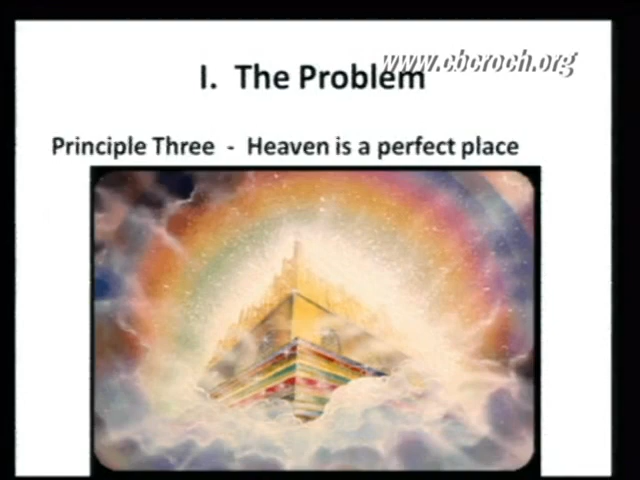 www.cbcroch.org
I. The Problem
Principle Three - Heaven is a perfect place